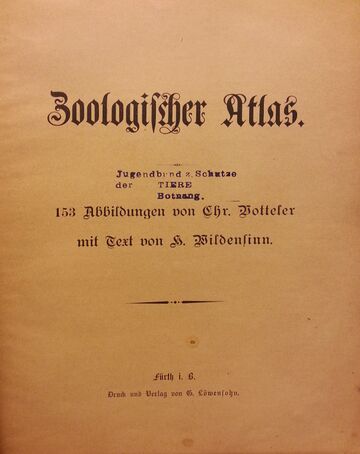 Zoologiſcher Atlas.
Jugendbund z. Schutze
der TIERE
Botnang.
153 Abbildungen von Chr. Votteler
mit Text von H. Wildenſinn.
Fürth i. B.
Druck und Verlag von G. Löwenſohn.